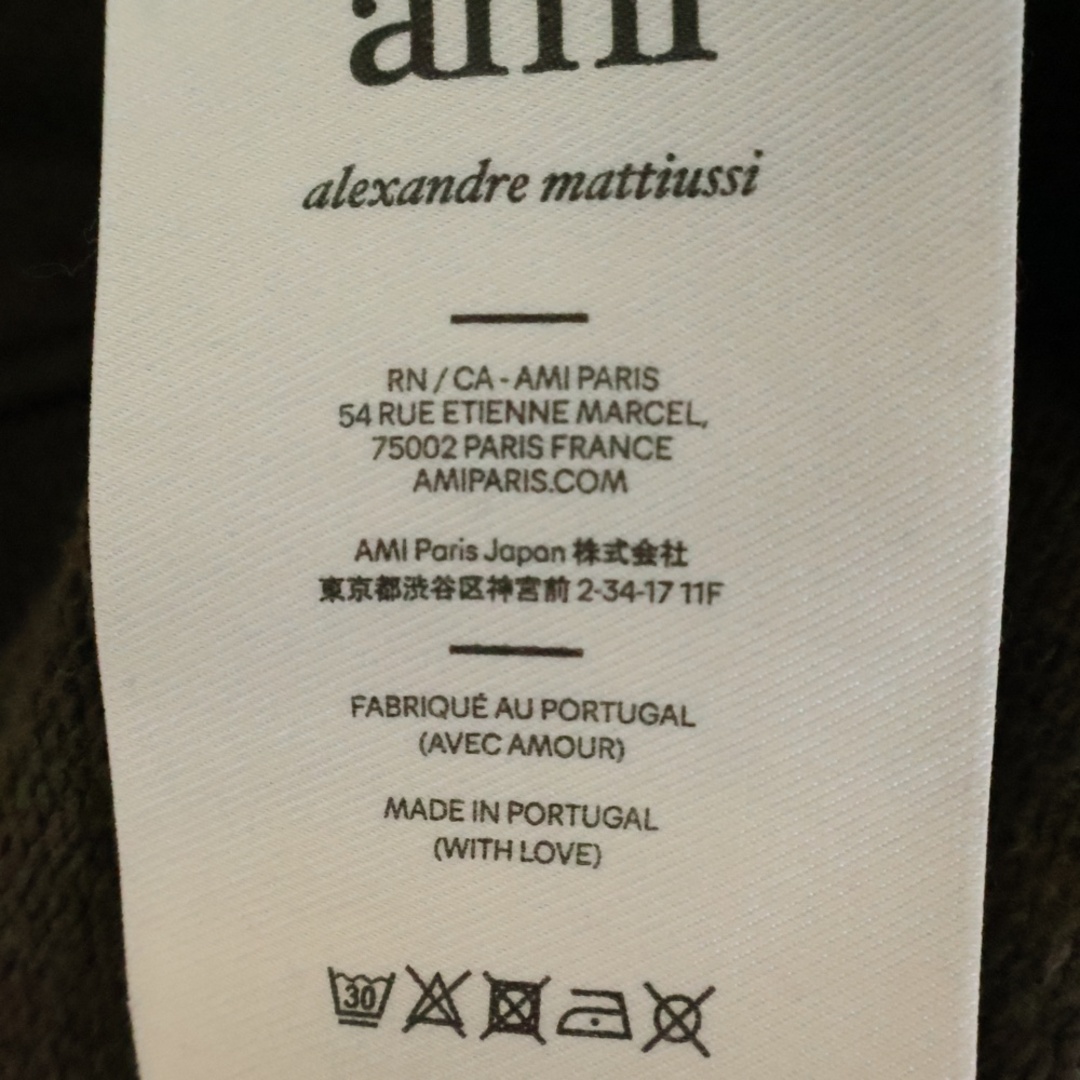 ami
alexandre mattiussi
RN / CA - AMI PARIS
54 RUE ETIENNE MARCEL,
75002 PARIS FRANCE
AMIPARIS.COM
AMI Paris Japan 株式会社
東京都渋谷区神宮前 2-34-17 11F
FABRIQUÉ AU PORTUGAL
(AVEC AMOUR)
MADE IN PORTUGAL
(WITH LOVE)
30